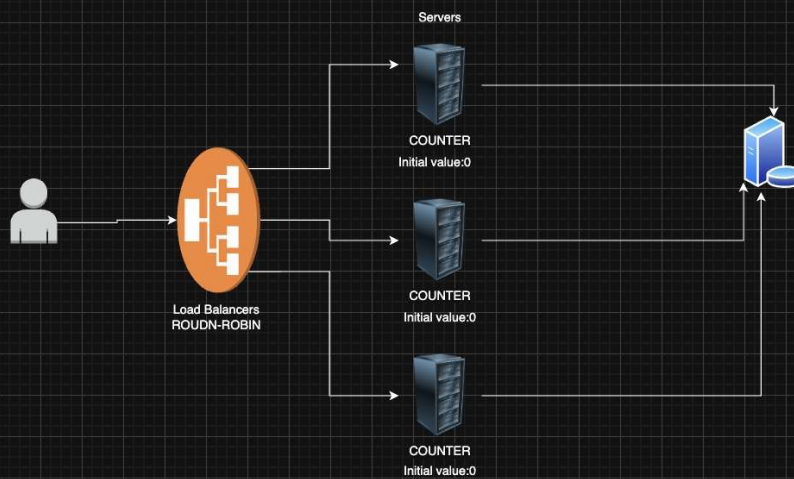 Servers
COUNTER
Initial value:0
COUNTER
Initial value:0
Load Balancers
ROUDN-ROBIN
COUNTER
Initial value:0